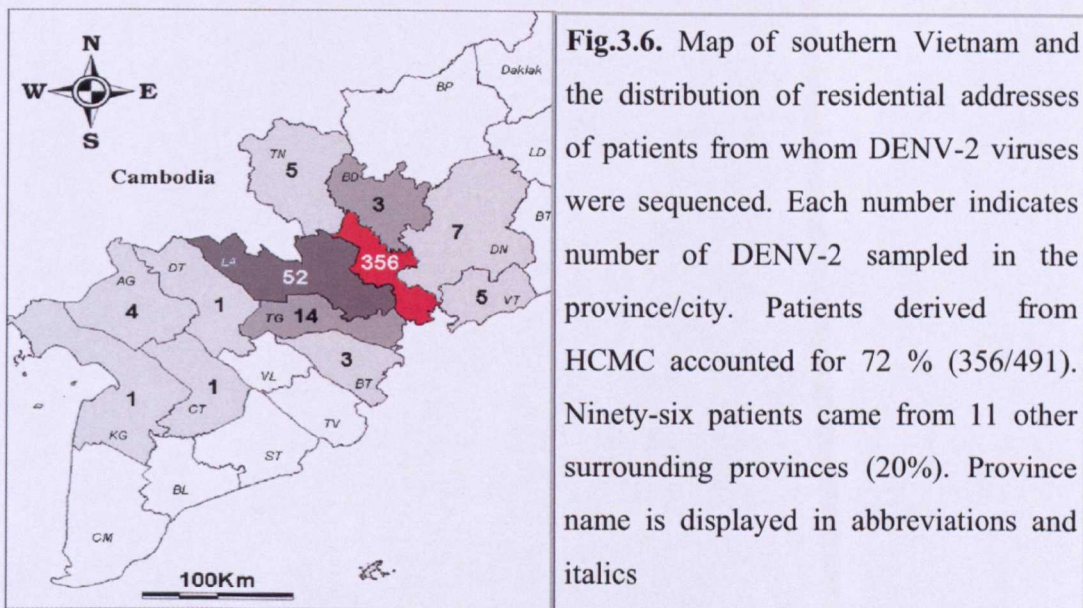 N
W E
S
Cambodia
Daklak
BP
LD
TN
5
BD
3
BT
7
DN
356
LA
52
DT
AG
4
1
5
VT
TG 14
3
BT
VL
1
CT
1
KG
TV
ST
BL
CM
100Km
Fig.3.6. Map of southern Vietnam and
the distribution of residential addresses
of patients from whom DENV-2 viruses
were sequenced. Each number indicates
number of DENV-2 sampled in the
province/city. Patients derived from
HCMC accounted for 72 % (356/491).
Ninety-six patients came from 11 other
surrounding provinces (20%). Province
name is displayed in abbreviations and
italics